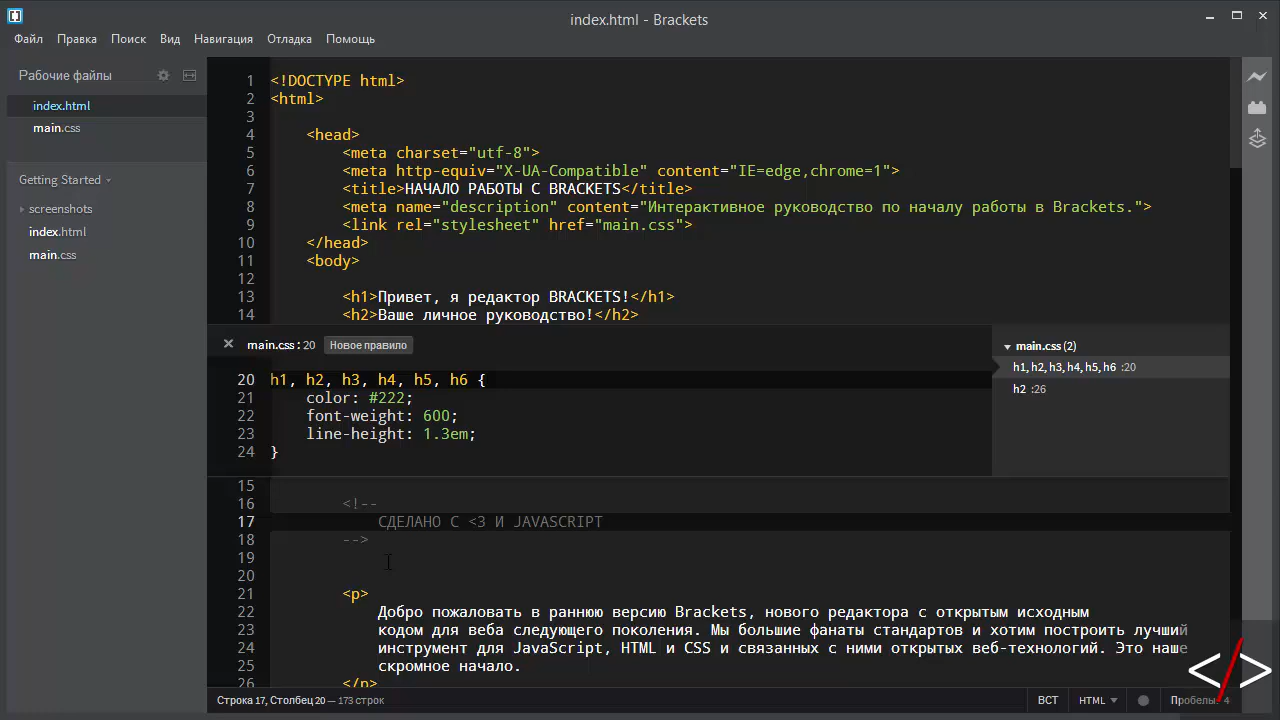 index.html - Brackets
Файл Правка Поиск Вид Навигация Отладка Помощь
Рабочие файлы
index.html
main.css
Getting Started
screenshots
index.html
main.css
1 <!DOCTYPE html>
2 <html>
3
4 <head>
5 <meta charset="utf-8">
6 <meta http-equiv="X-UA-Compatible" content="IE=edge,chrome=1">
7 <title>НАЧАЛО РАБОТЫ С BRACKETS</title>
8 <meta name="description" content="Интерактивное руководство по началу работы в Brackets.">
9 <link rel="stylesheet" href="main.css">
10 </head>
11 <body>
12
13 <h1>Привет, я редактор BRACKETS!</h1>
14 <h2>Ваше личное руководство!</h2>
main.css : 20 Новое правило
20 h1, h2, h3, h4, h5, h6 {
21 color: #222;
22 font-weight: 600;
23 line-height: 1.3em;
24 }
main.css (2)
h1, h2, h3, h4, h5, h6 :20
h2 :26
15
16 <!--
17 СДЕЛАНО С <3 И JAVASCRIPT
18 -->
19
20
21 <p>
22 Добро пожаловать в раннюю версию Brackets, нового редактора с открытым исходным
23 кодом для веба следующего поколения. Мы большие фанаты стандартов и хотим построить лучший
24 инструмент для JavaScript, HTML и CSS и связанных с ними открытых веб-технологий. Это наше
25 скромное начало.
26 </p>
Строка 17, Столбец 20 — 173 строк
ВСТ HTML Пробелы: 4
</>